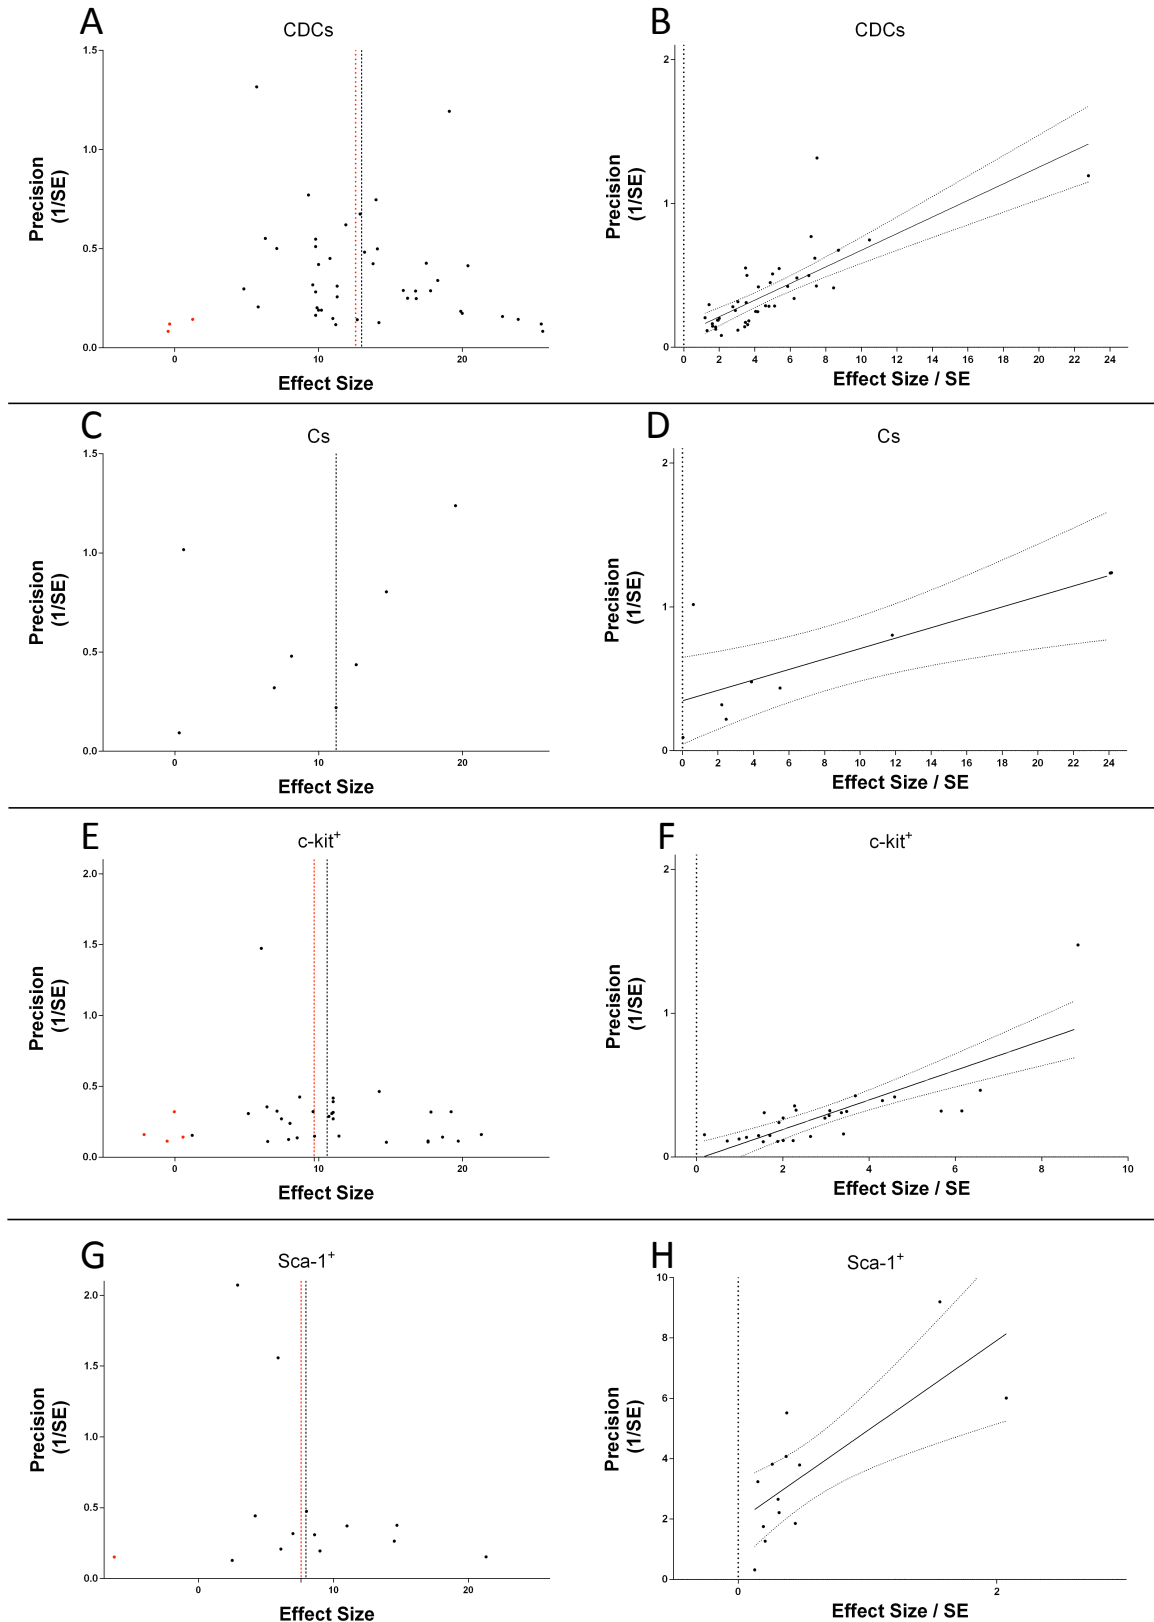 A
CDCs
1.5
1.0
0.5
0.0
0
10
20
Precision
(1/SE)
Effect Size
B
CDCs
2
1
0
0 2 4 6 8 10 12 14 16 18 20 22 24
Precision
(1/SE)
Effect Size / SE
C
Cs
1.5
1.0
0.5
0.0
0
10
20
Precision
(1/SE)
Effect Size
D
Cs
2
1
0
0 2 4 6 8 10 12 14 16 18 20 22 24
Precision
(1/SE)
Effect Size / SE
E
c-kit⁺
2.0
1.5
1.0
0.5
0.0
0
10
20
Precision
(1/SE)
Effect Size
F
c-kit⁺
2
1
0
0 2 4 6 8 10
Precision
(1/SE)
Effect Size / SE
G
Sca-1⁺
2.0
1.5
1.0
0.5
0.0
0
10
20
Precision
(1/SE)
Effect Size
H
Sca-1⁺
10
8
6
4
2
0
0
2
Precision
(1/SE)
Effect Size / SE